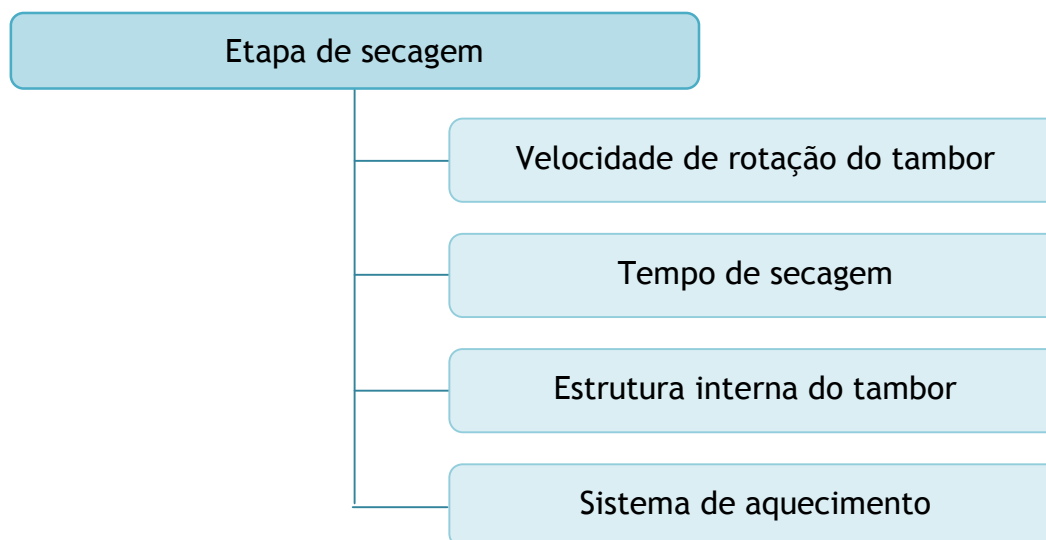 Etapa de secagem
Velocidade de rotação do tambor
Tempo de secagem
Estrutura interna do tambor
Sistema de aquecimento